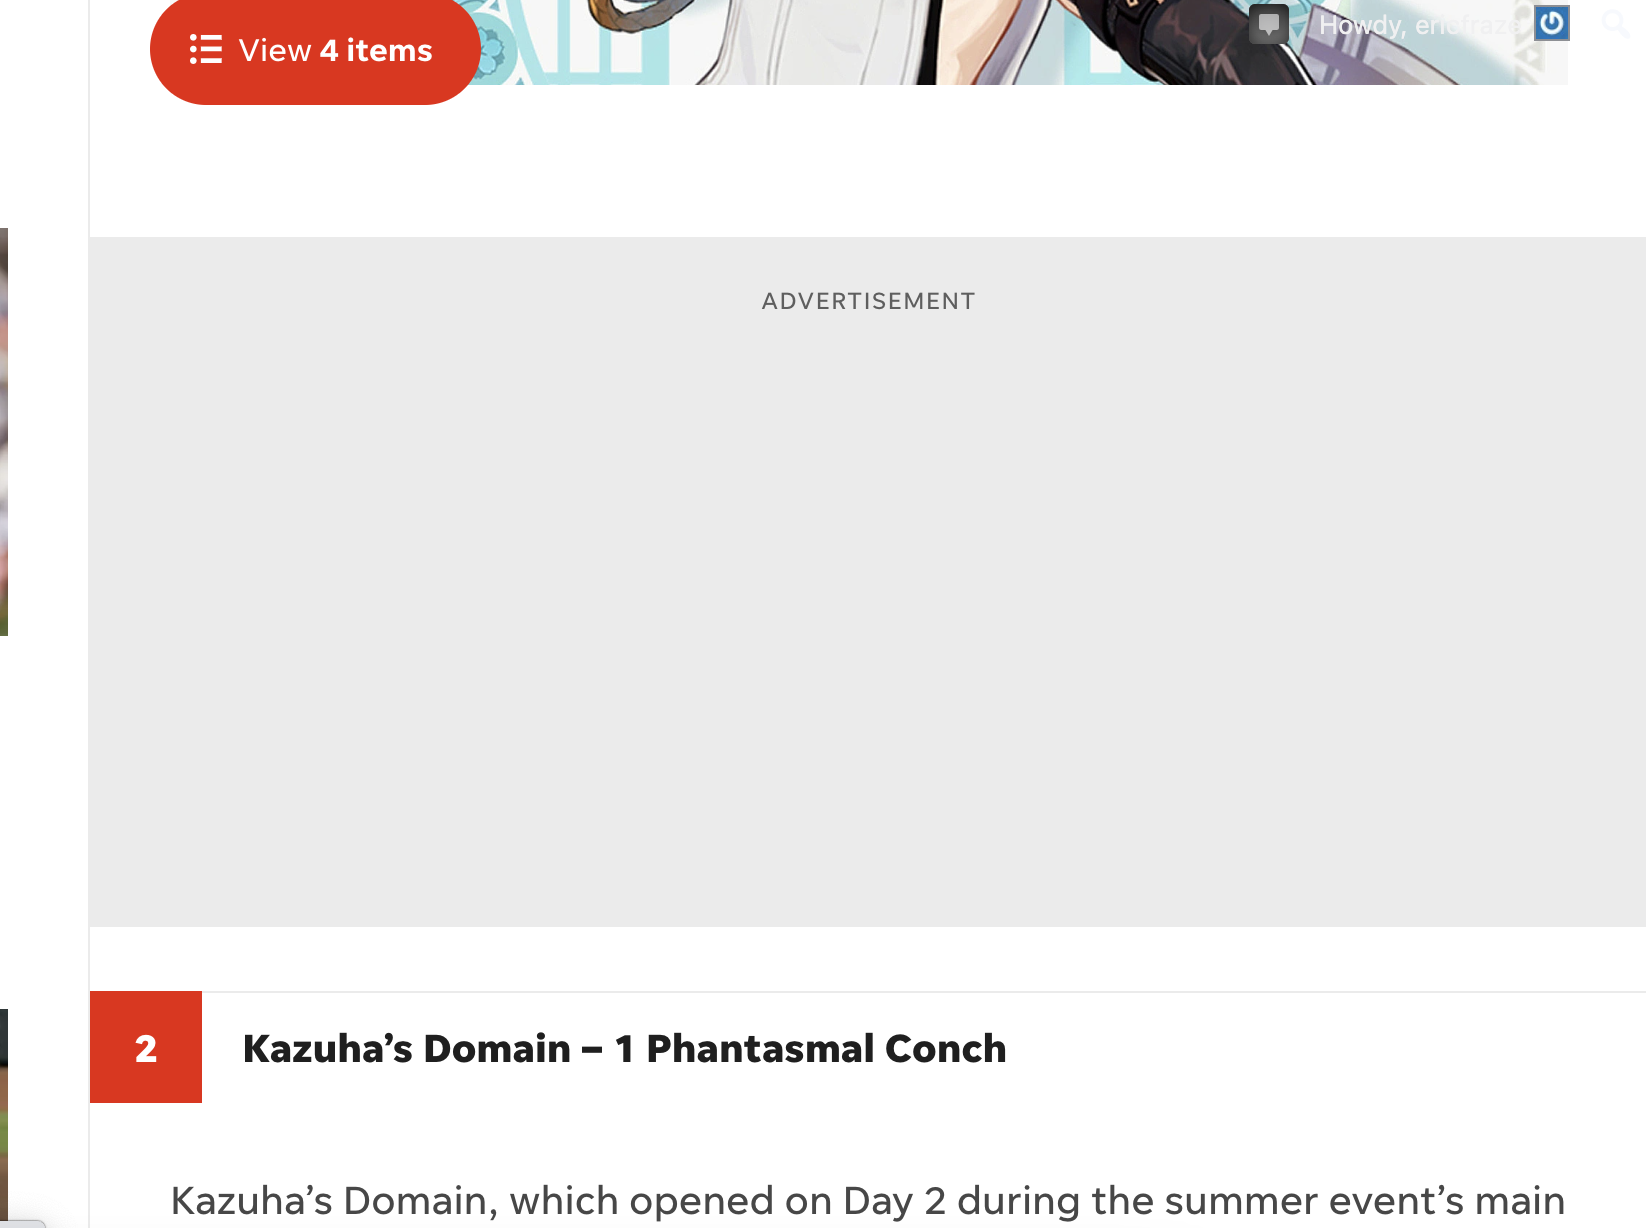 View 4 items
Howdy, ericfraze
ADVERTISEMENT
2
Kazuha’s Domain – 1 Phantasmal Conch
Kazuha’s Domain, which opened on Day 2 during the summer event’s main